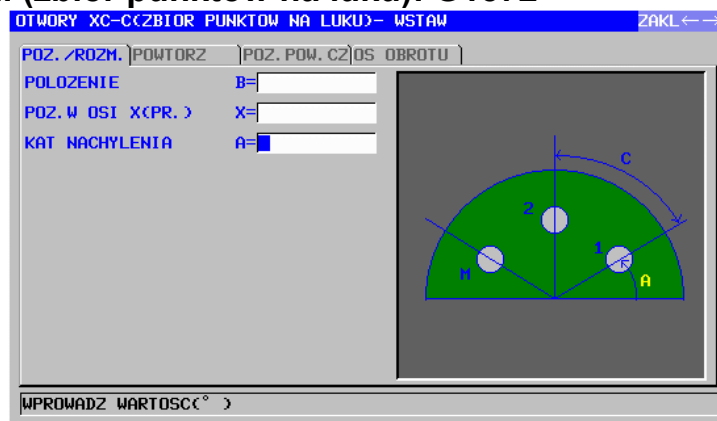 OTWORY XC-C(ZBIOR PUNKTOW NA LUKU)- WSTAW ZAKL←→
POZ./ROZM. POWTORZ POZ.POW.CZ OS OBROTU
POLOZENIE B=
POZ.W OSI X(PR.) X=
KAT NACHYLENIA A=
C
2
1
M
A
WPROWADZ WARTOSC(° )